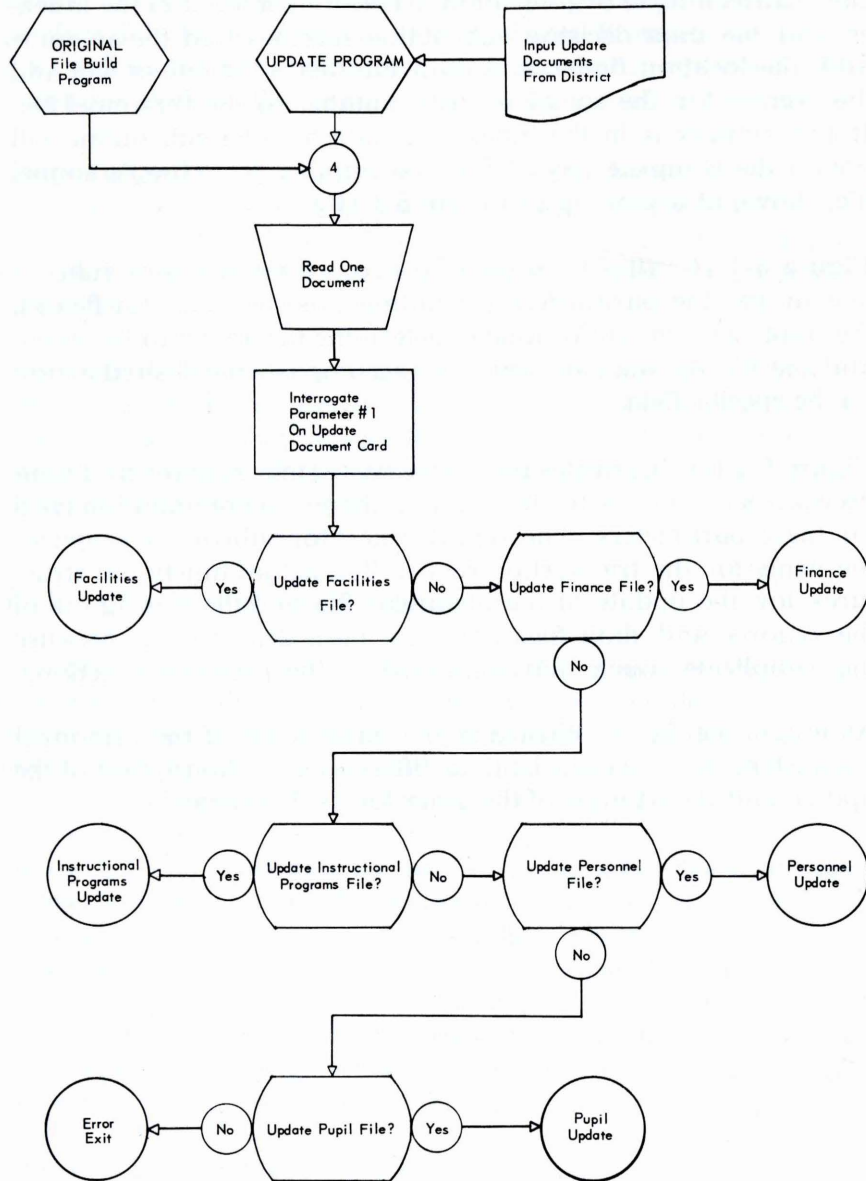 ORIGINAL
File Build
Program
UPDATE PROGRAM
Input Update
Documents
From District
4
Read One
Document
Interrogate
Parameter #1
On Update
Document Card
Facilities
Update
Yes
Update Facilities
File?
No
Update Finance File?
Yes
Finance
Update
No
Instructional
Programs
Update
Yes
Update Instructional
Programs File?
No
Update Personnel
File?
Yes
Personnel
Update
No
Error
Exit
No
Update Pupil File?
Yes
Pupil
Update